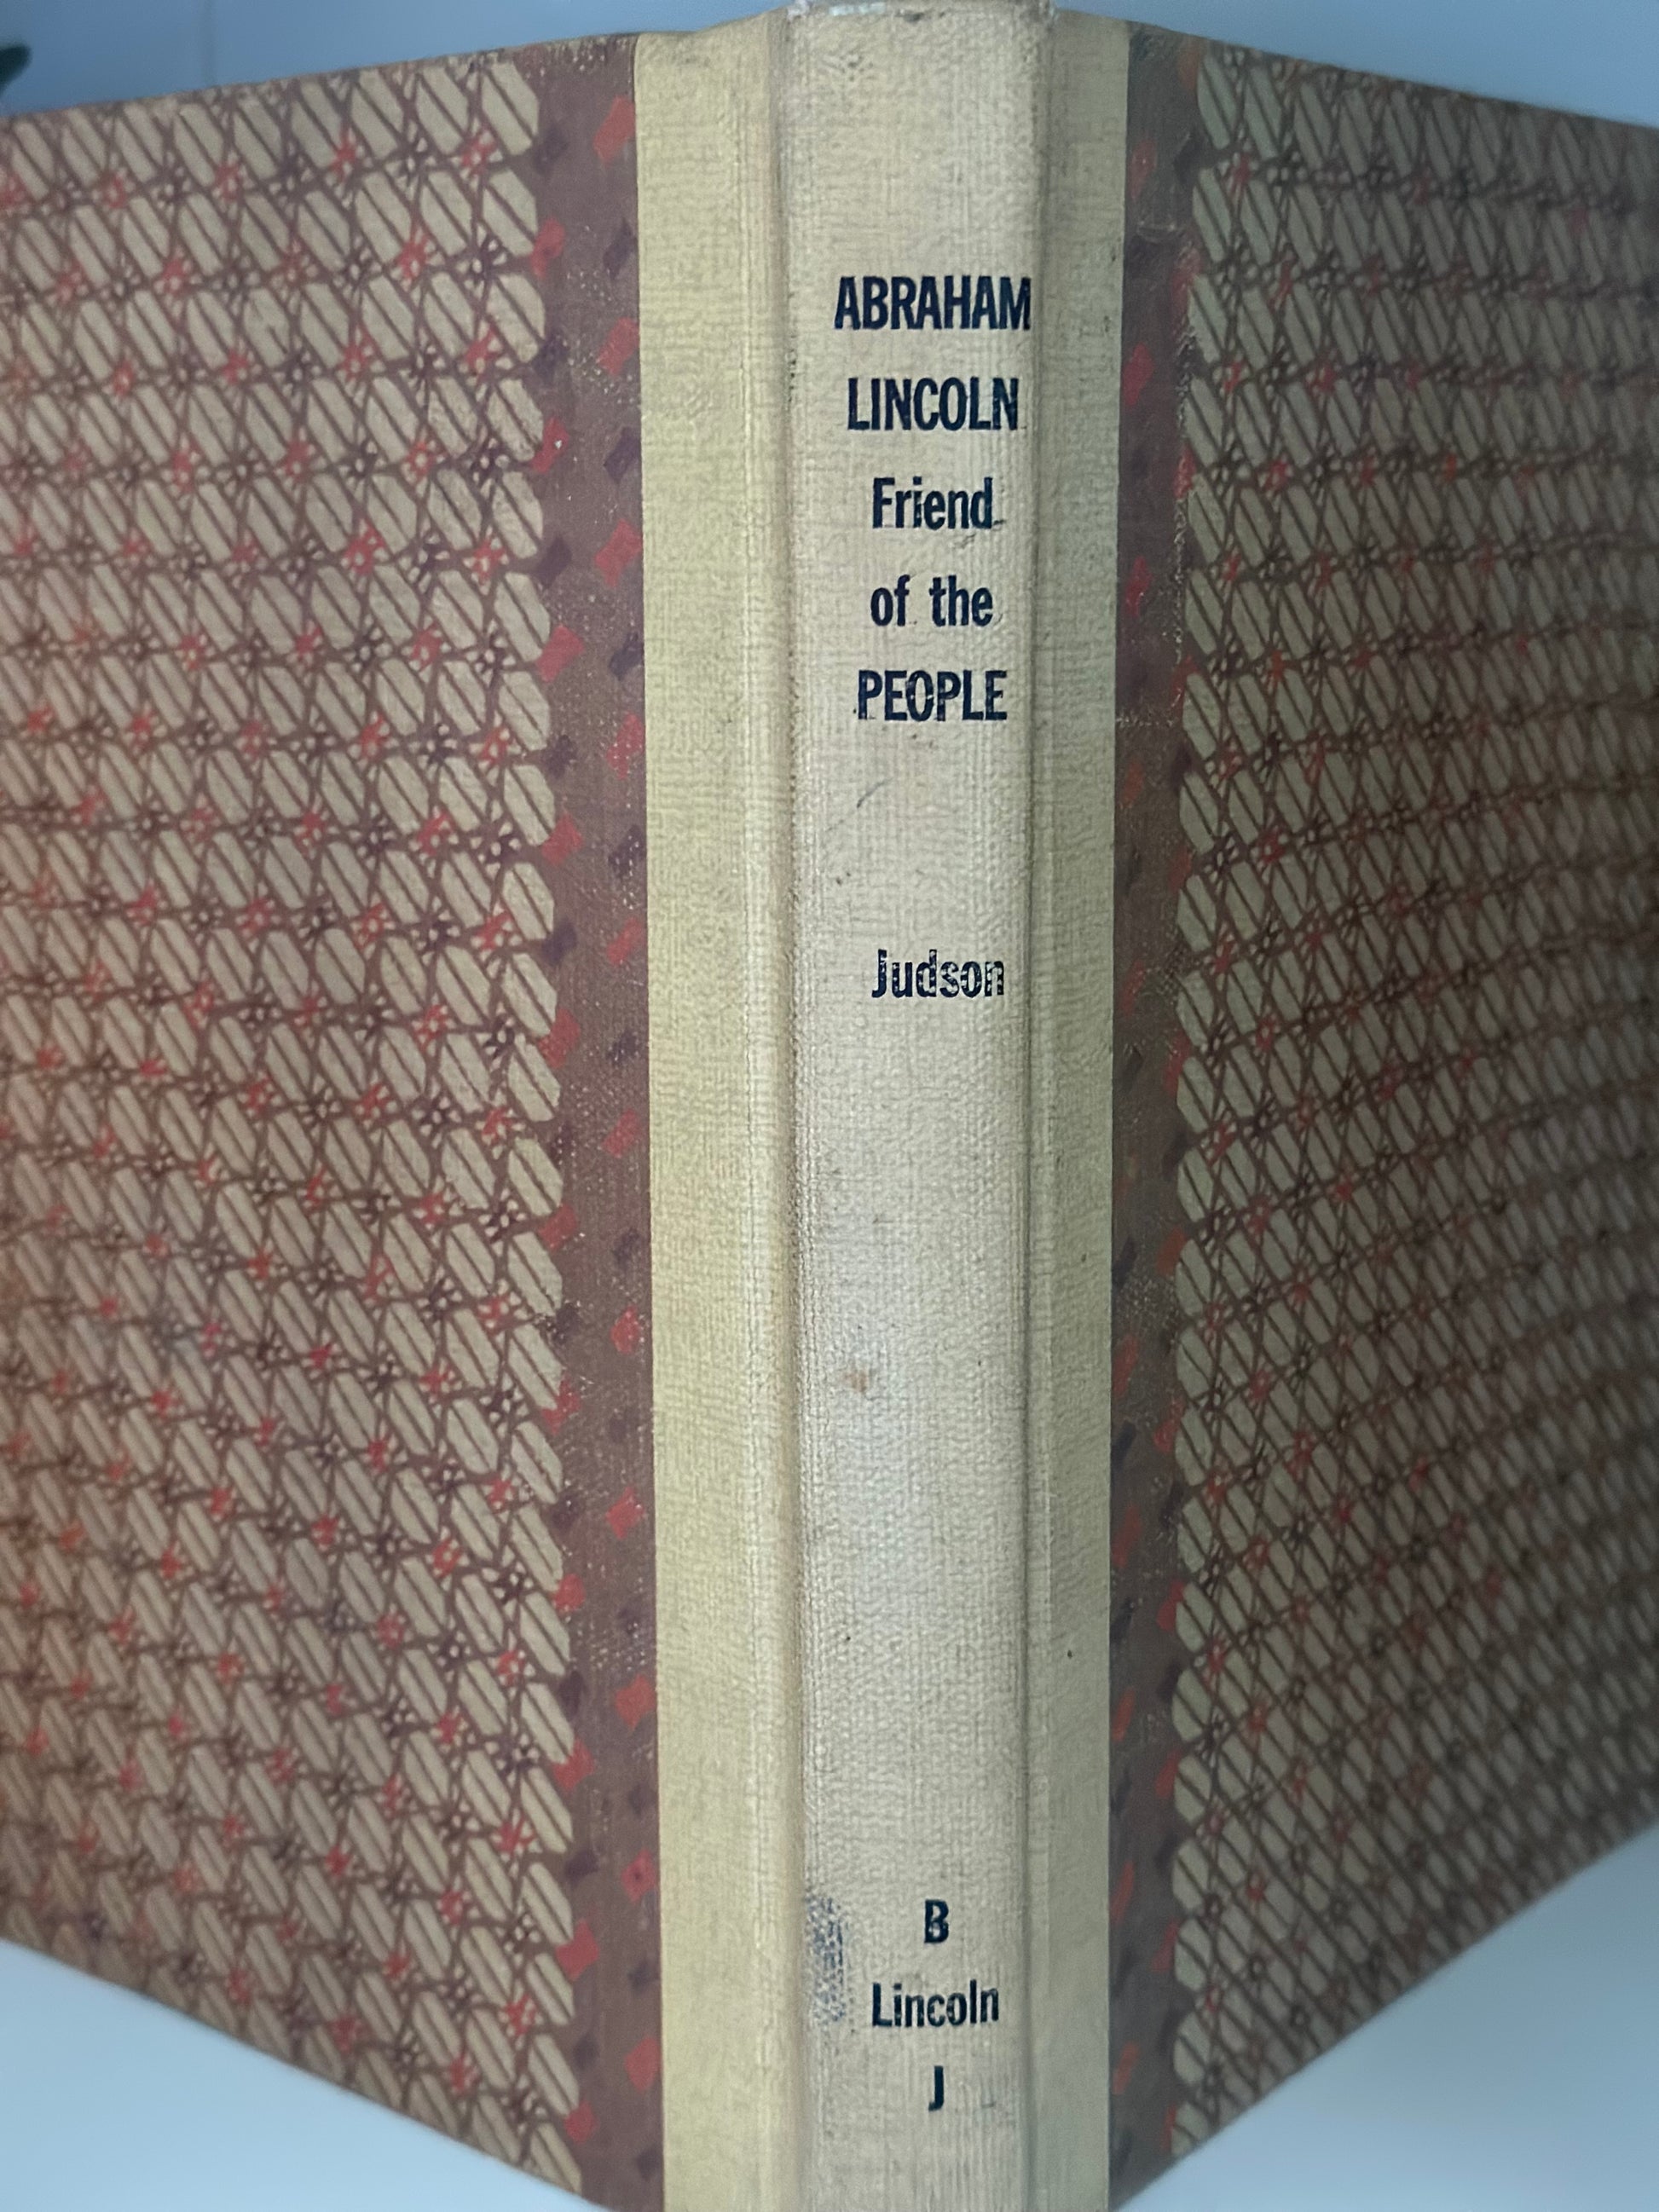 ABRAHAM
LINCOLN
Friend
of the
PEOPLE
Judson
B
Lincoln
J